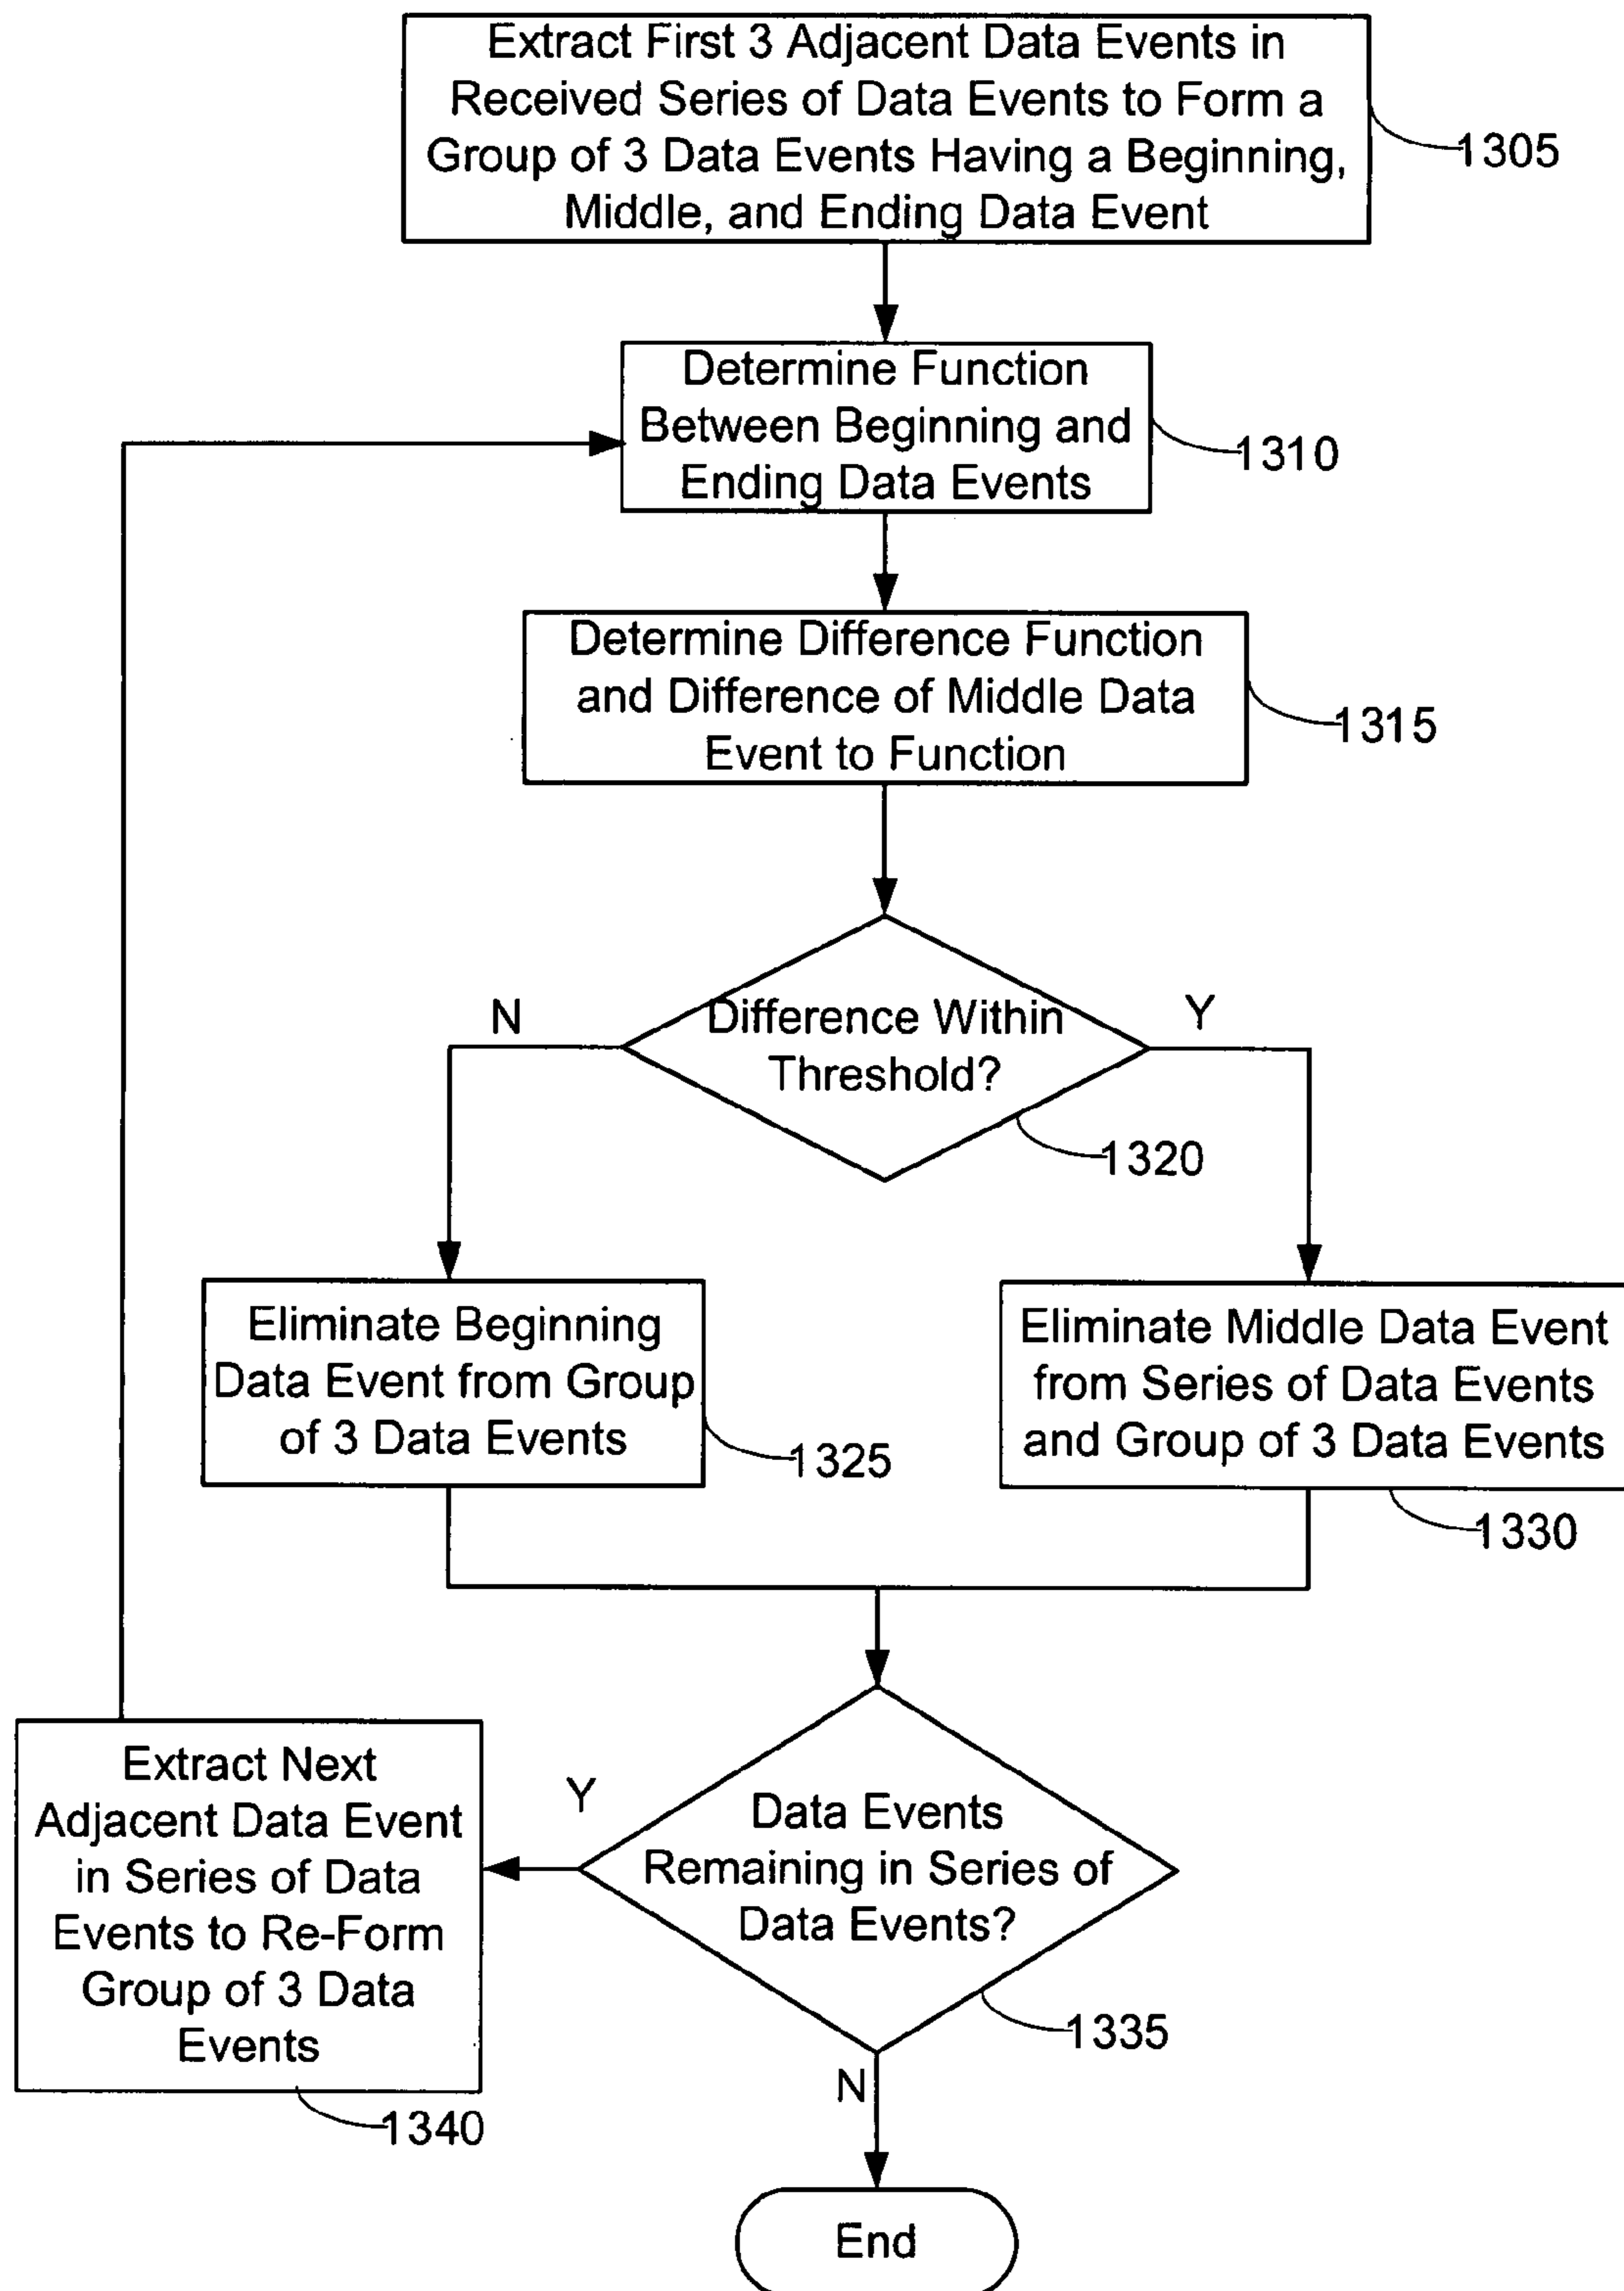 Extract First 3 Adjacent Data Events in
Received Series of Data Events to Form a
Group of 3 Data Events Having a Beginning,
Middle, and Ending Data Event
1305
Determine Function
Between Beginning and
Ending Data Events
1310
Determine Difference Function
and Difference of Middle Data
Event to Function
1315
Difference Within
Threshold?
N
Y
1320
Eliminate Beginning
Data Event from Group
of 3 Data Events
1325
Eliminate Middle Data Event
from Series of Data Events
and Group of 3 Data Events
1330
Data Events
Remaining in Series of
Data Events?
Y
N
1335
Extract Next
Adjacent Data Event
in Series of Data
Events to Re-Form
Group of 3 Data
Events
1340
End